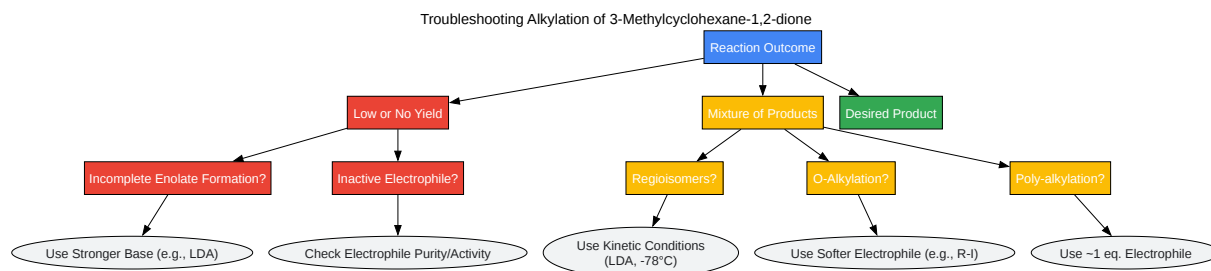 Troubleshooting Alkylation of 3-Methylcyclohexane-1,2-dione
Reaction Outcome
Low or No Yield
Mixture of Products
Desired Product
Incomplete Enolate Formation?
Inactive Electrophile?
Regioisomers?
O-Alkylation?
Poly-alkylation?
Use Stronger Base (e.g., LDA)
Check Electrophile Purity/Activity
Use Kinetic Conditions
(LDA, -78°C)
Use Softer Electrophile (e.g., R-I)
Use ~1 eq. Electrophile